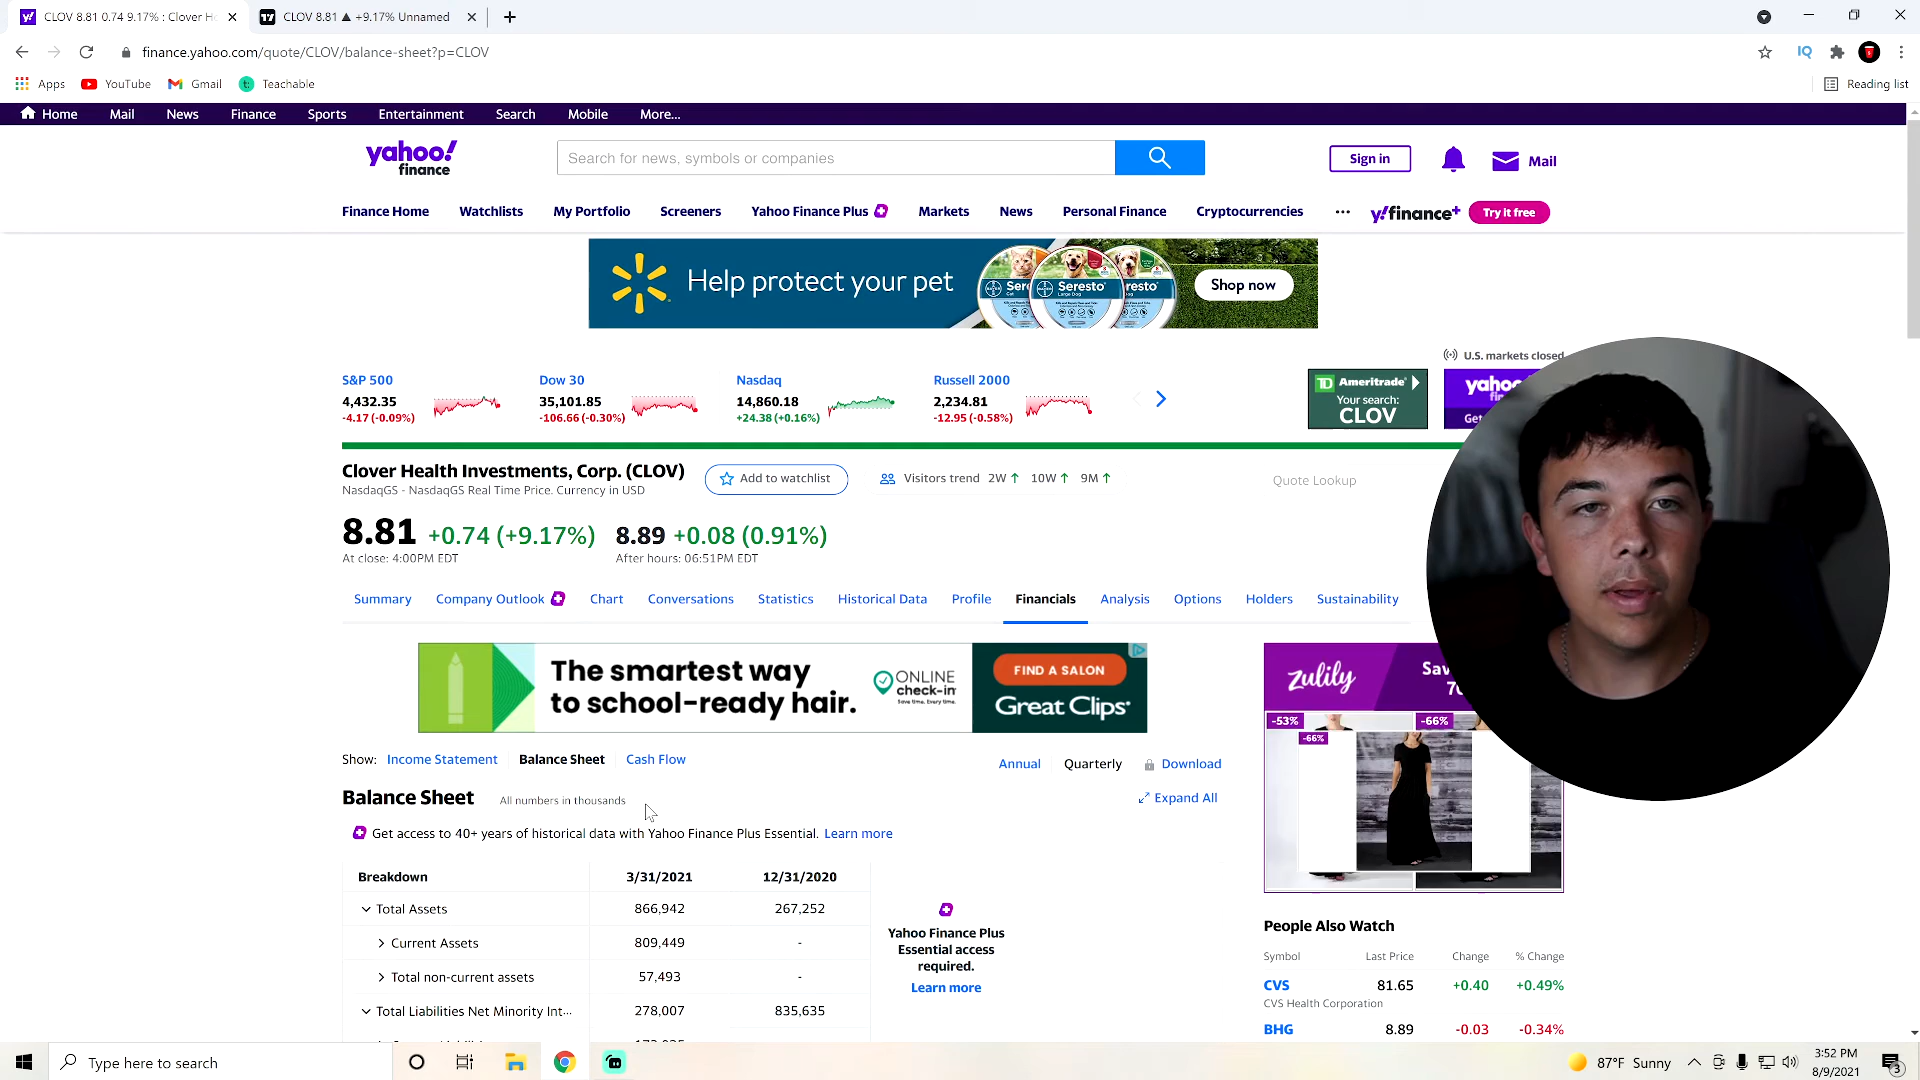 CLOV 8.81 0.74 9.17% : Clover He
CLOV 8.81 ▲ +9.17% Unnamed
finance.yahoo.com/quote/CLOV/balance-sheet?p=CLOV
Apps YouTube Gmail Teachable Reading list
Home Mail News Finance Sports Entertainment Search Mobile More...
yahoo!
finance
Search for news, symbols or companies
Sign in
Mail
Finance Home Watchlists My Portfolio Screeners Yahoo Finance Plus Markets News Personal Finance Cryptocurrencies ... y!finance+ Try it free
Help protect your pet
Shop now
U.S. markets closed
S&P 500 Dow 30 Nasdaq Russell 2000
4,432.35 35,101.85 14,860.18 2,234.81
-4.17 (-0.09%) -106.66 (-0.30%) +24.38 (+0.16%) -12.95 (-0.58%)
TD Ameritrade
Your search:
CLOV
Clover Health Investments, Corp. (CLOV)
NasdaqGS - NasdaqGS Real Time Price. Currency in USD
Add to watchlist
Visitors trend 2W ↑ 10W ↑ 9M ↑
Quote Lookup
8.81 +0.74 (+9.17%) 8.89 +0.08 (0.91%)
At close: 4:00PM EDT After hours: 06:51PM EDT
Summary Company Outlook Chart Conversations Statistics Historical Data Profile Financials Analysis Options Holders Sustainability
The smartest way
to school-ready hair.
ONLINE
check-in
FIND A SALON
Great Clips
zulily
-53% -66%
-66%
Show: Income Statement Balance Sheet Cash Flow
Annual Quarterly Download
Balance Sheet All numbers in thousands
Expand All
Get access to 40+ years of historical data with Yahoo Finance Plus Essential. Learn more
Breakdown 3/31/2021 12/31/2020
Total Assets 866,942 267,252
Current Assets 809,449 -
Total non-current assets 57,493 -
Total Liabilities Net Minority Int... 278,007 835,635
Yahoo Finance Plus
Essential access
required.
Learn more
People Also Watch
Symbol Last Price Change % Change
CVS 81.65 +0.40 +0.49%
CVS Health Corporation
BHG 8.89 -0.03 -0.34%
Type here to search
87°F Sunny
3:52 PM
8/9/2021
3